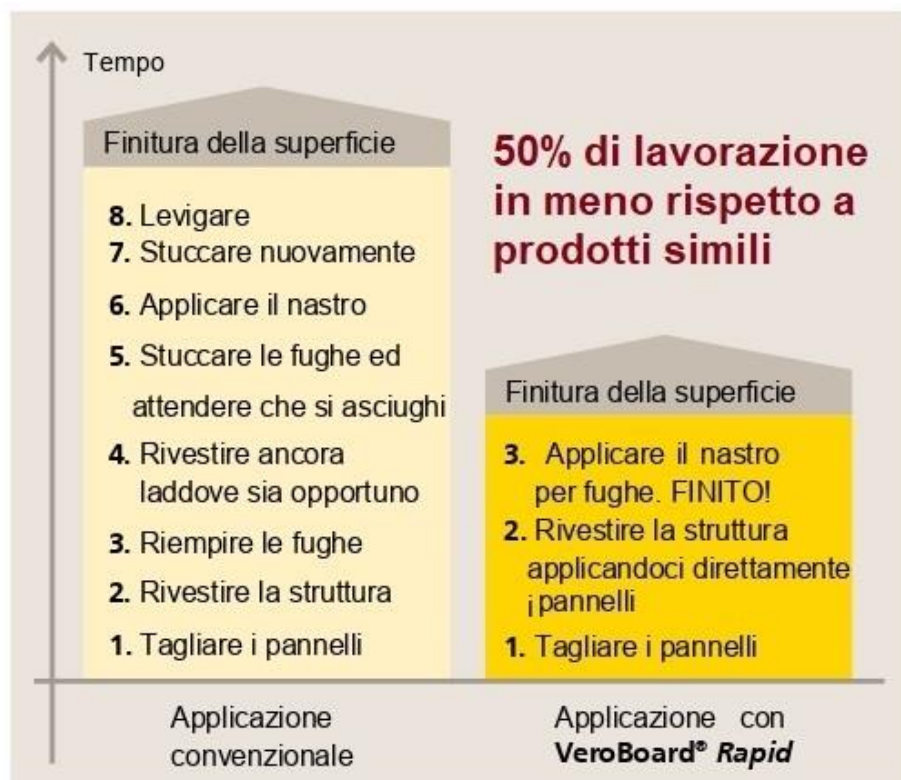 Tempo
Finitura della superficie
8. Levigare
7. Stuccare nuovamente
6. Applicare il nastro
5. Stuccare le fughe ed
attendere che si asciughi
4. Rivestire ancora
laddove sia opportuno
3. Riempire le fughe
2. Rivestire la struttura
1. Tagliare i pannelli
Applicazione
convenzionale
50% di lavorazione
in meno rispetto a
prodotti simili
Finitura della superficie
3. Applicare il nastro
per fughe. FINITO!
2. Rivestire la struttura
applicandoci direttamente
i pannelli
1. Tagliare i pannelli
Applicazione con
VeroBoard® Rapid